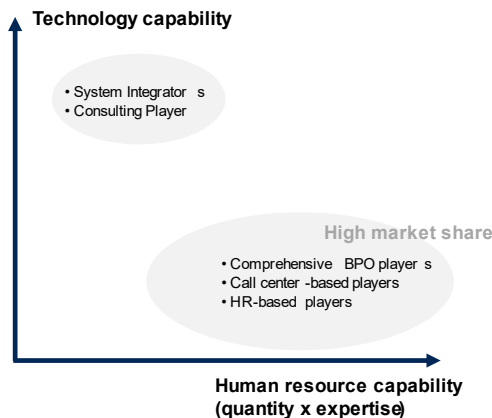 Technology capability
• System Integrator s
• Consulting Player
High market share
• Comprehensive BPO player s
• Call center -based players
• HR-based players
Human resource capability
(quantity x expertise)